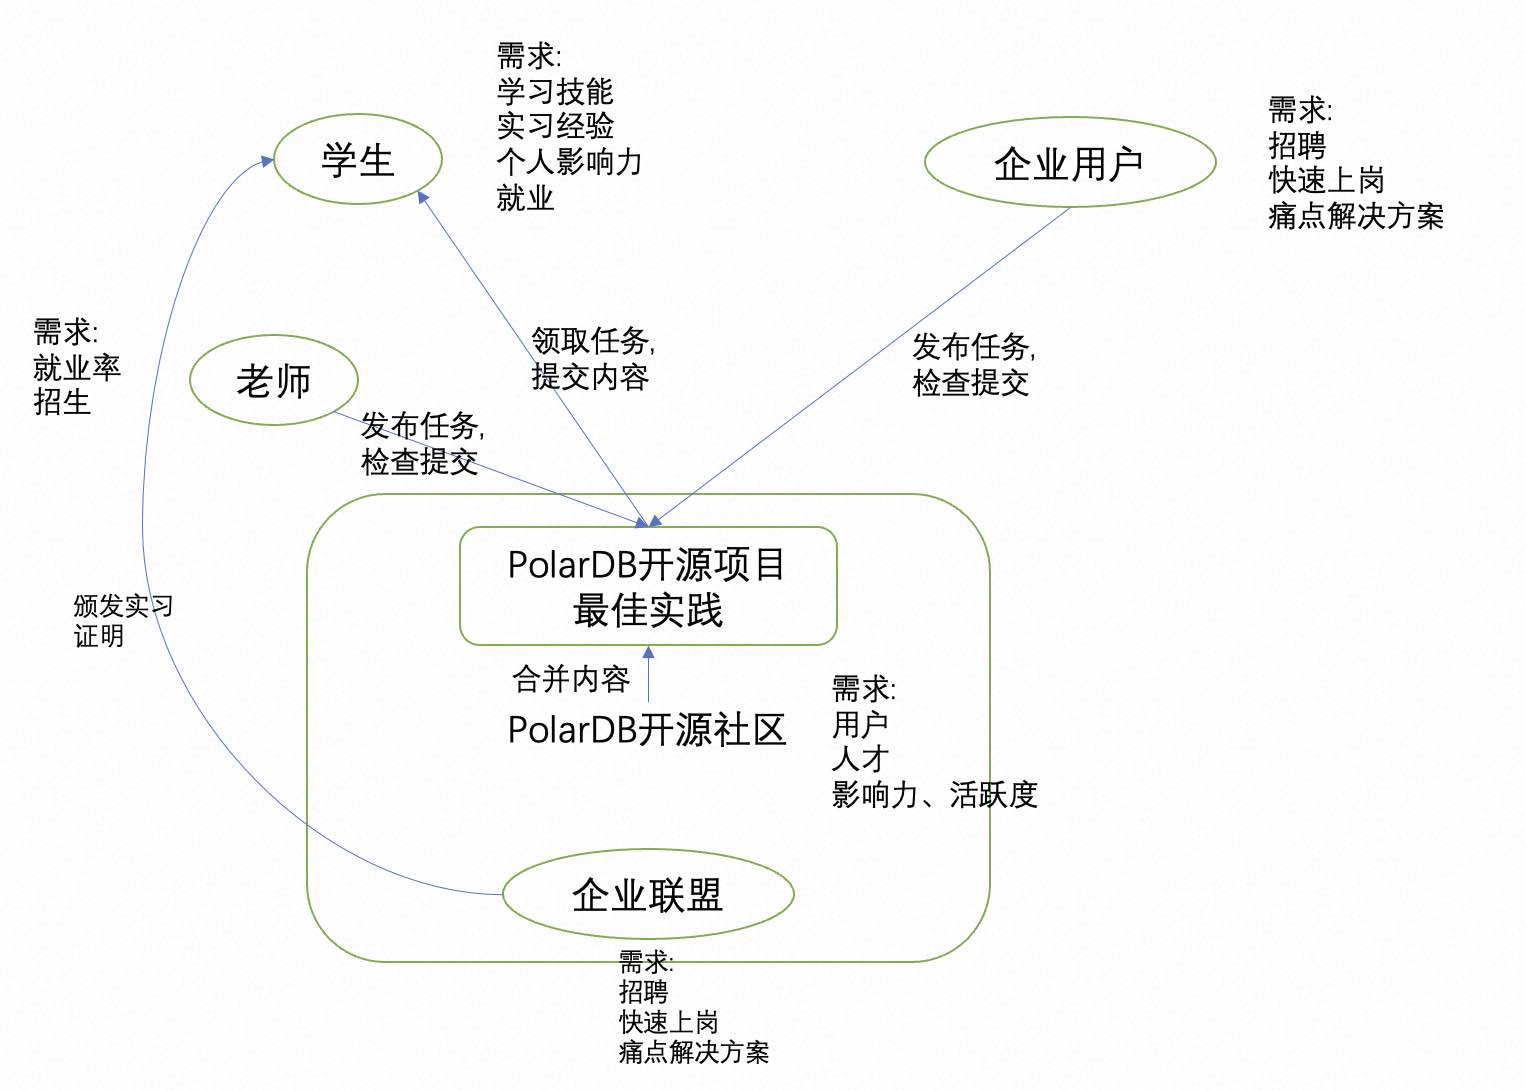 需求:
学习技能
实习经验
个人影响力
就业
学生
企业用户
需求:
招聘
快速上岗
痛点解决方案
需求:
就业率
招生
老师
领取任务,
提交内容
发布任务,
检查提交
发布任务,
检查提交
PolarDB开源项目
最佳实践
颁发实习
证明
合并内容
PolarDB开源社区
需求:
用户
人才
影响力、活跃度
企业联盟
需求:
招聘
快速上岗
痛点解决方案